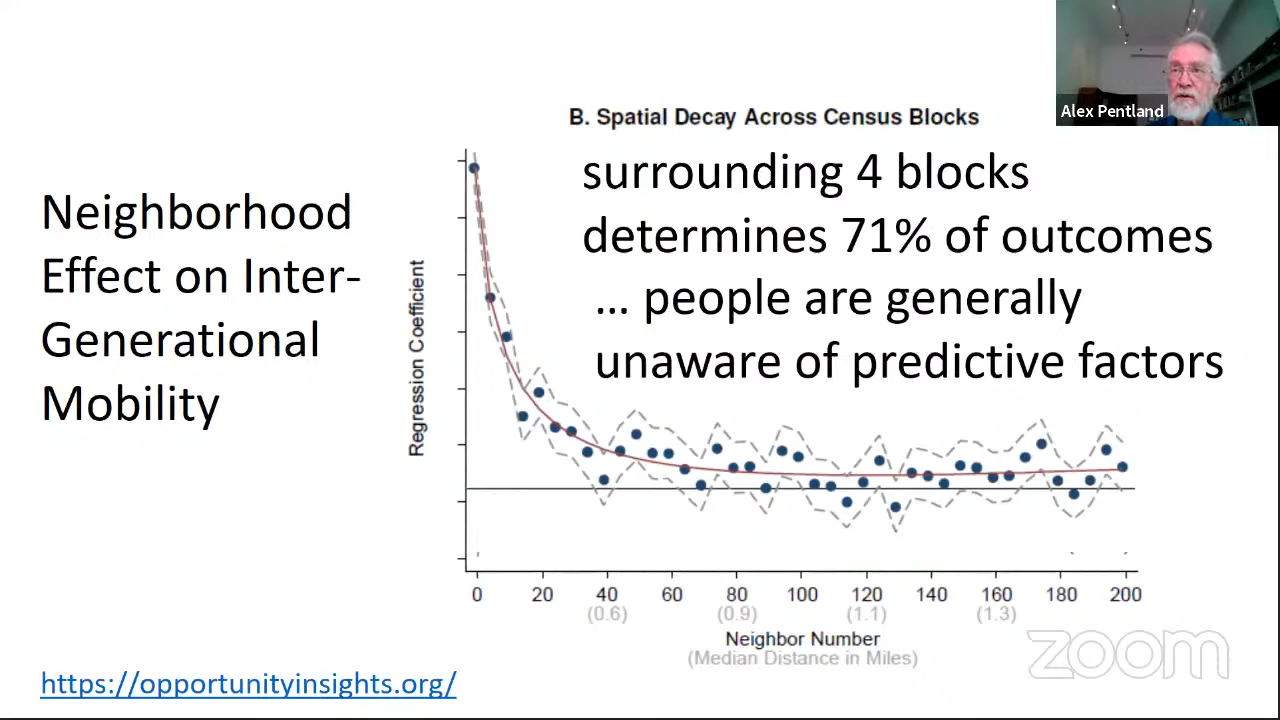 Alex Pentland
Neighborhood
Effect on Inter-
Generational
Mobility
B. Spatial Decay Across Census Blocks
surrounding 4 blocks
determines 71% of outcomes
... people are generally
unaware of predictive factors
Regression Coefficient
0 20 40 60 80 100 120 140 160 180 200
(0.6) (0.9) (1.1) (1.3)
Neighbor Number
(Median Distance in Miles)
https://opportunityinsights.org/
zoom